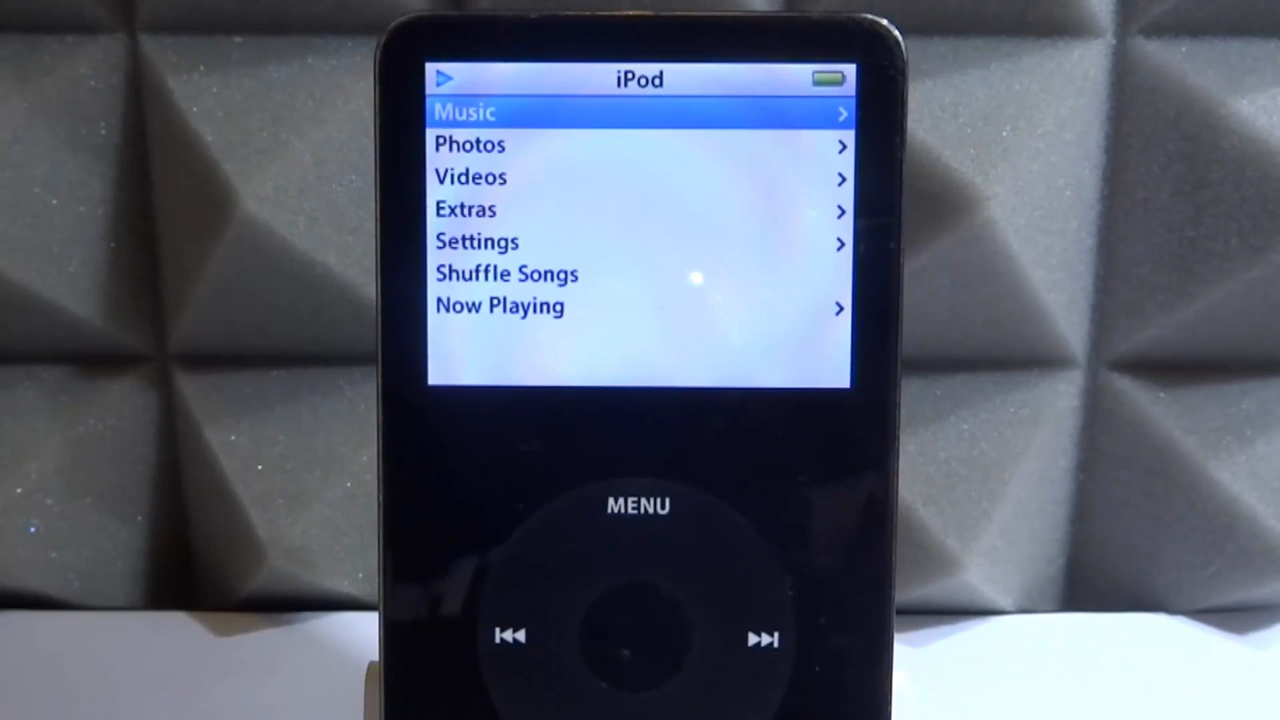 iPod
Music
Photos
Videos
Extras
Settings
Shuffle Songs
Now Playing
MENU